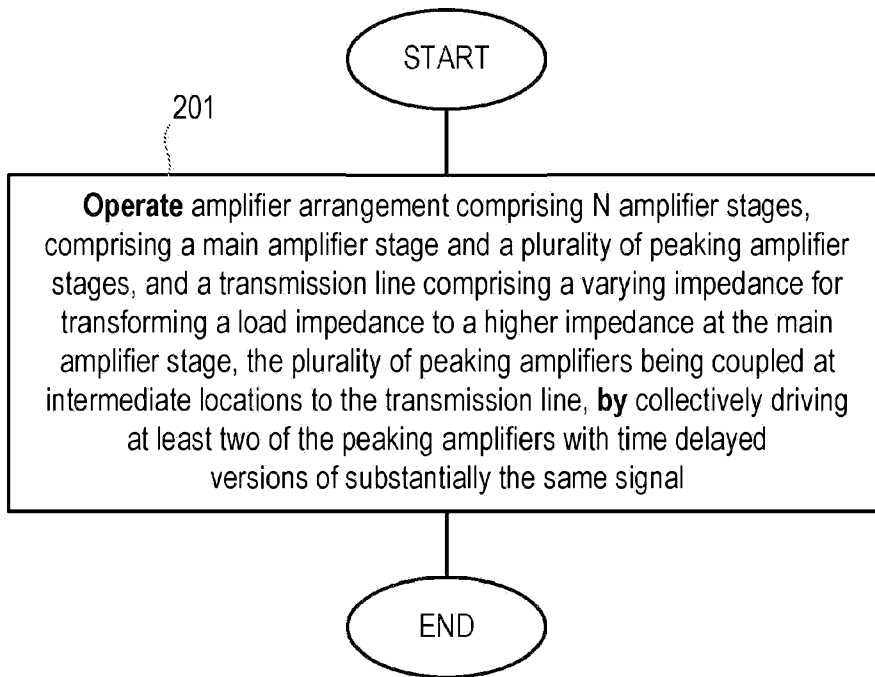 START
201
Operate amplifier arrangement comprising N amplifier stages,
comprising a main amplifier stage and a plurality of peaking amplifier
stages, and a transmission line comprising a varying impedance for
transforming a load impedance to a higher impedance at the main
amplifier stage, the plurality of peaking amplifiers being coupled at
intermediate locations to the transmission line, by collectively driving
at least two of the peaking amplifiers with time delayed
versions of substantially the same signal
END